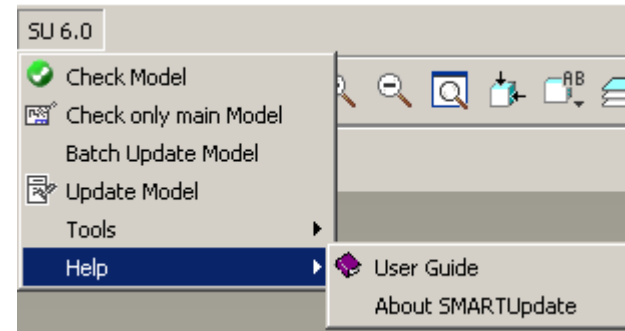 SU 6.0
Check Model
Check only main Model
Batch Update Model
Update Model
Tools
Help
User Guide
About SMARTUpdate
AB